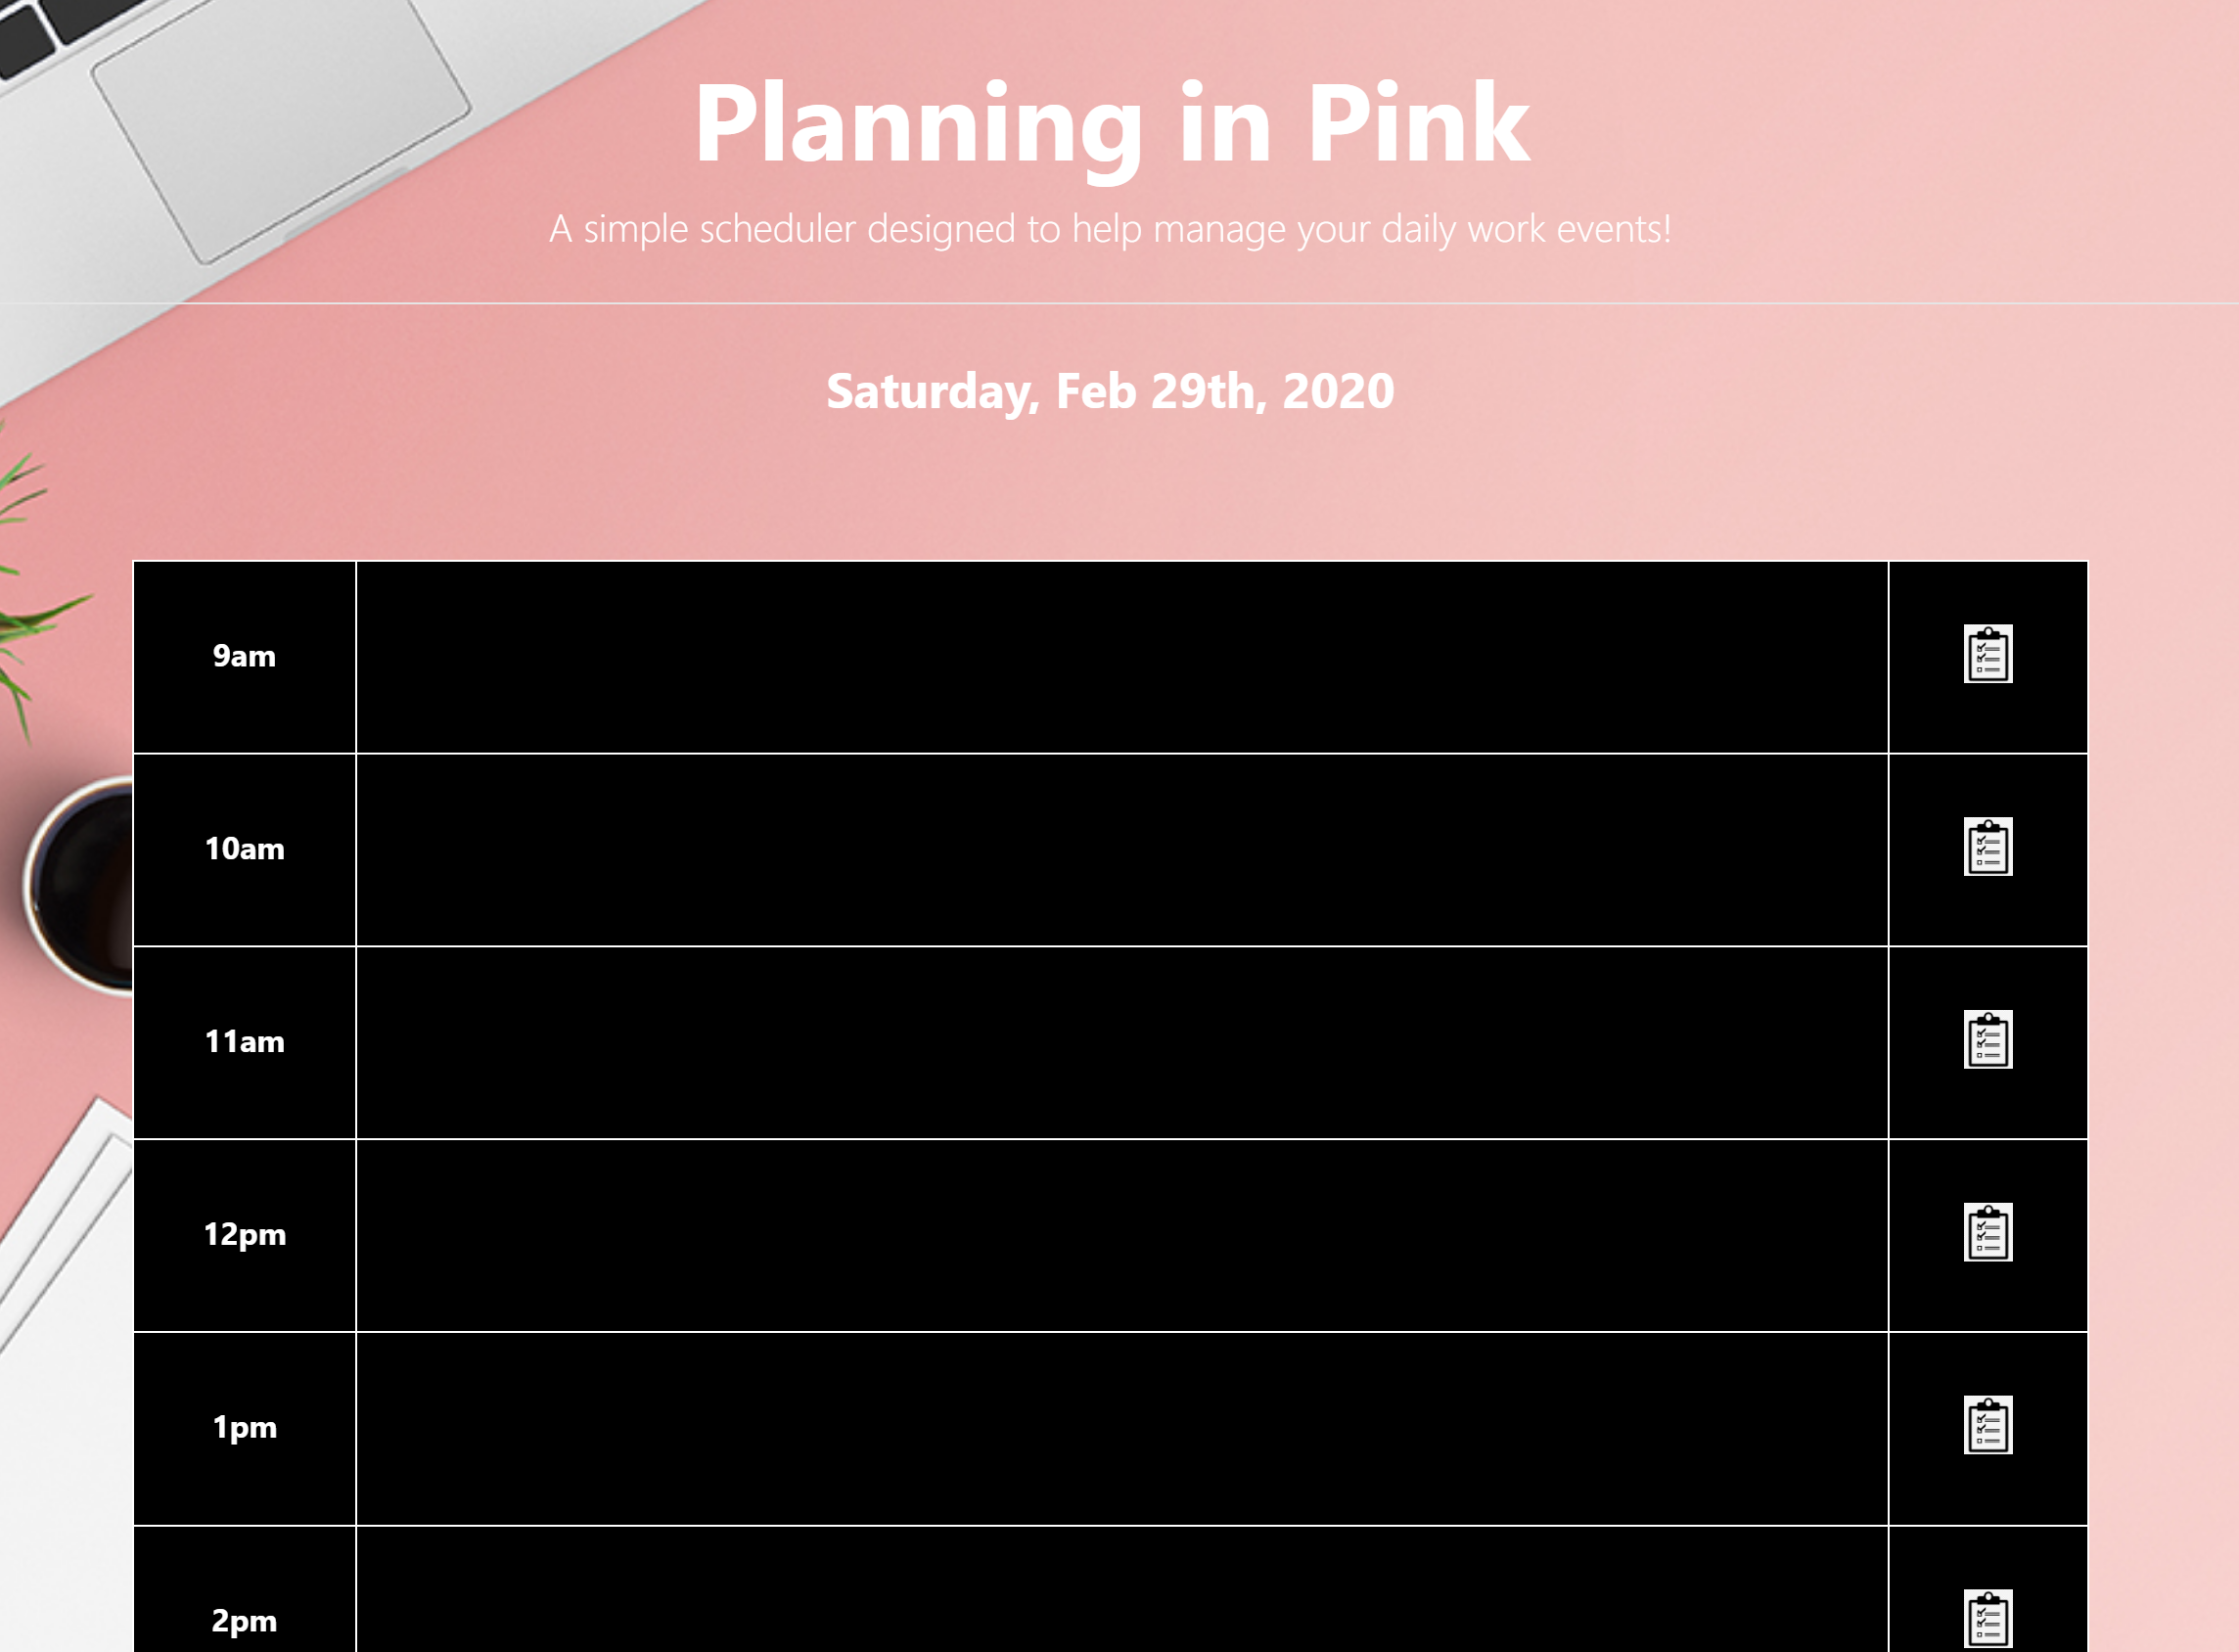 Planning in Pink
A simple scheduler designed to help manage your daily work events!
Saturday, Feb 29th, 2020
9am
10am
11am
12pm
1pm
2pm